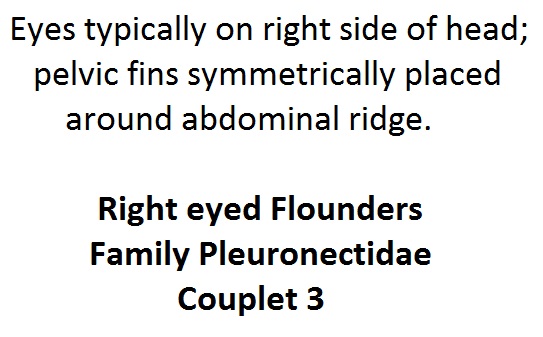 Eyes typically on right side of head;
pelvic fins symmetrically placed
around abdominal ridge.
Right eyed Flounders
Family Pleuronectidae
Couplet 3